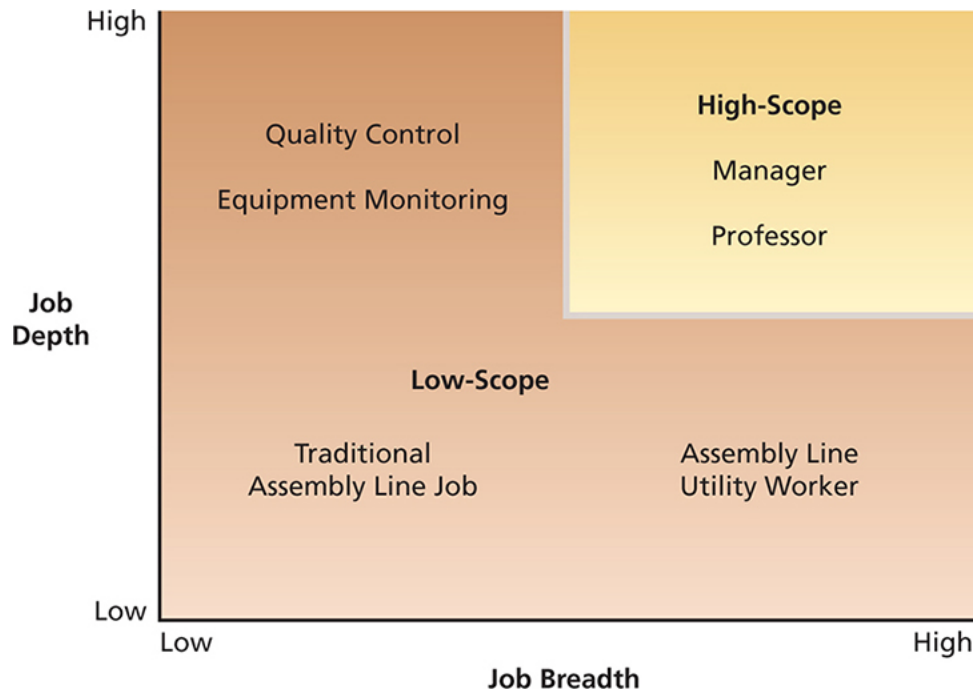 High
High-Scope
Quality Control
Manager
Equipment Monitoring
Professor
Job
Depth
Low-Scope
Traditional
Assembly Line Job
Assembly Line
Utility Worker
Low
Low
High
Job Breadth